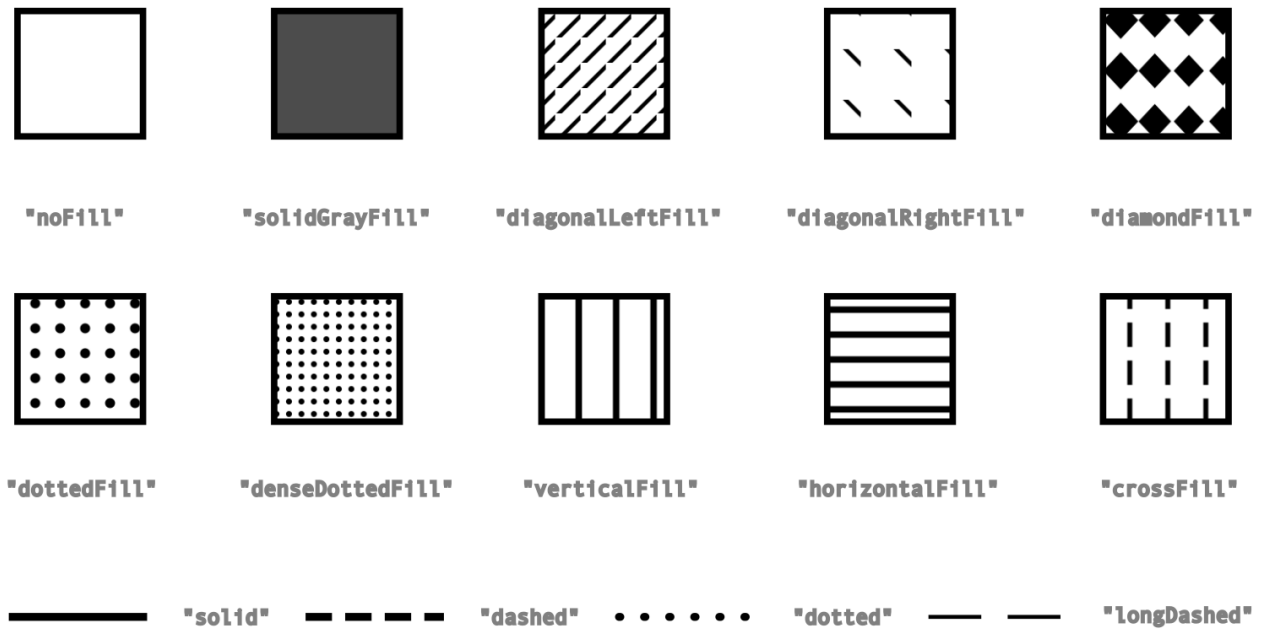 "noFill" "solidGrayFill" "diagonalLeftFill" "diagonalRightFill" "diamondFill"
"dottedFill" "denseDottedFill" "verticalFill" "horizontalFill" "crossFill"
"solid" "dashed" "dotted" "longDashed"